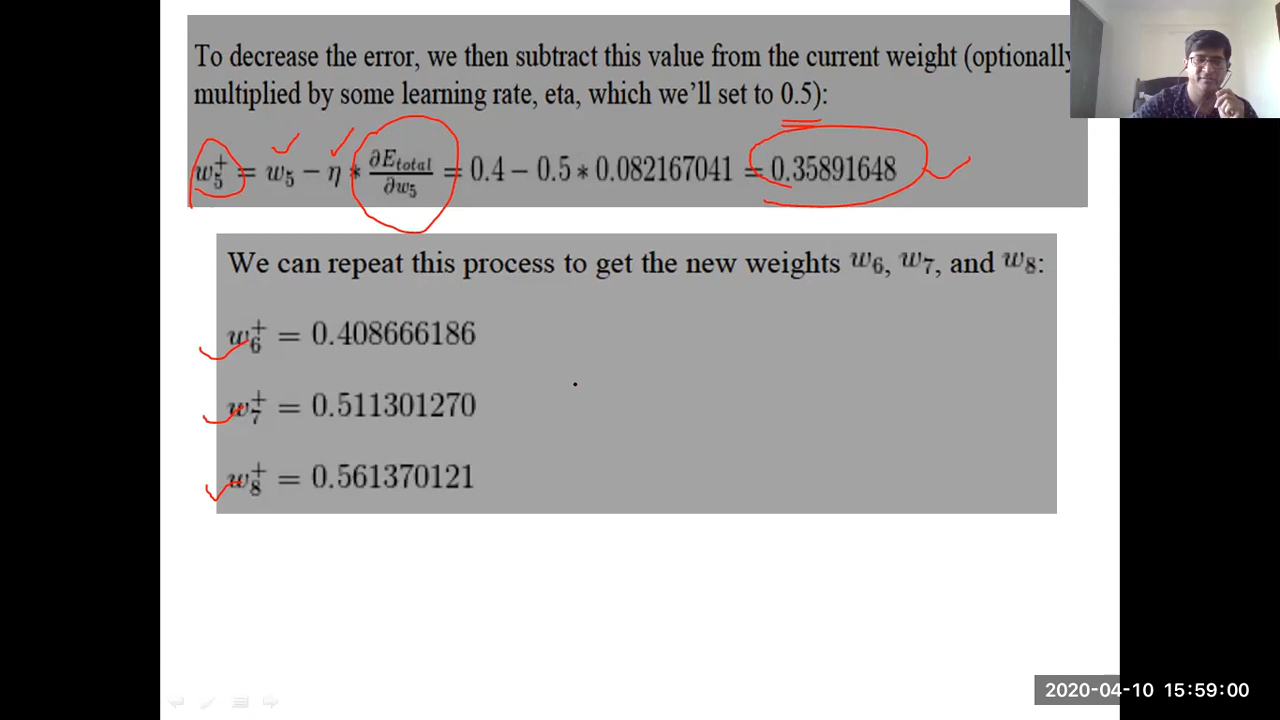 To decrease the error, we then subtract this value from the current weight (optionally
multiplied by some learning rate, eta, which we'll set to 0.5):
w₅⁺ = w₅ − η * ∂E_total/∂w₅ = 0.4 − 0.5 * 0.082167041 = 0.35891648
We can repeat this process to get the new weights w₆, w₇, and w₈:
w₆⁺ = 0.408666186
w₇⁺ = 0.511301270
w₈⁺ = 0.561370121
2020-04-10 15:59:00